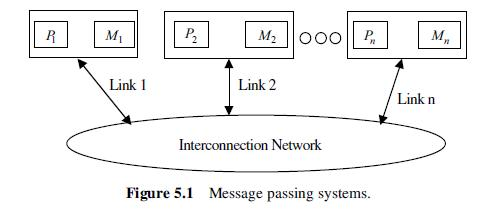 P1 M1 P2 M2 Pn Mn
Link 1 Link 2 Link n
Interconnection Network
Figure 5.1 Message passing systems.